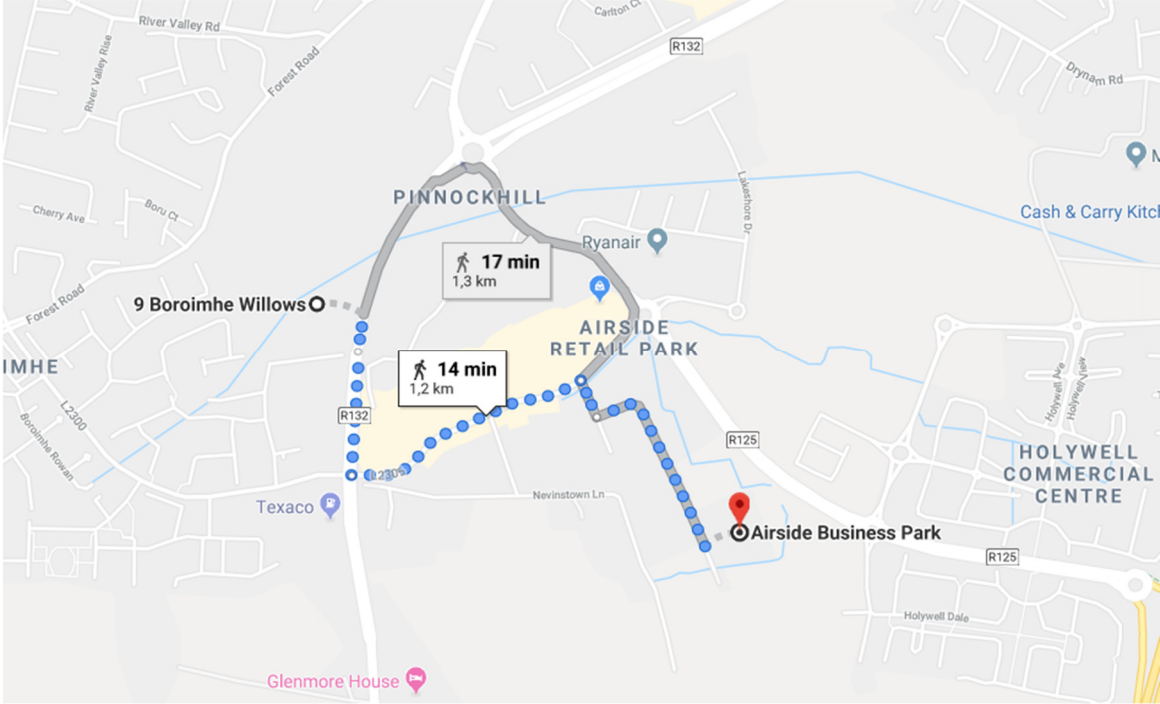 Carlton Ct
River Valley Rd
R132
Forest Road
River Valley Rise
Drynam Rd
M
PINNOCKHILL
Lakeshore Dr
Cherry Ave
Boru Ct
Cash & Carry Kitch
Ryanair
17 min
1,3 km
9 Boroimhe Willows
Forest Road
AIRSIDE
RETAIL PARK
IMHE
14 min
1,2 km
Holywell Ave
Holywell View
L2300
R132
Boroimhe Rowan
R125
HOLYWELL
COMMERCIAL
CENTRE
L2305
Nevinstown Ln
Texaco
Airside Business Park
R125
Holywell Dale
Glenmore House